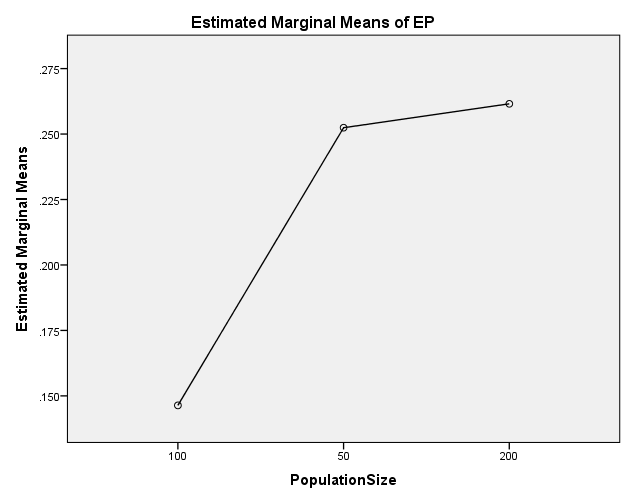 Estimated Marginal Means of EP
Estimated Marginal Means
.275
.250
.225
.200
.175
.150
100 50 200
PopulationSize